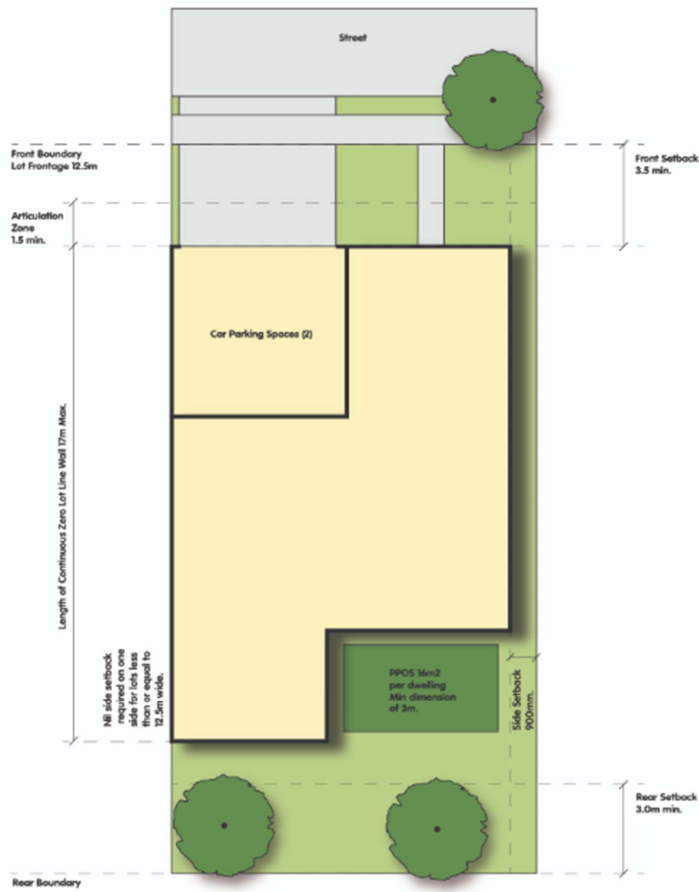 Street
Front Boundary
Lot Frontage 12.5m
Front Setback
3.5 min.
Articulation
Zone
1.5 min.
Car Parking Spaces (2)
Length of Continuous Zero Lot Line Wall 17m Max.
Nil side setback
required on one
side for lots less
than or equal to
12.5m wide.
PPOS 16m2
per dwelling
Min dimension
of 3m.
Side Setback
900mm.
Rear Setback
3.0m min.
Rear Boundary